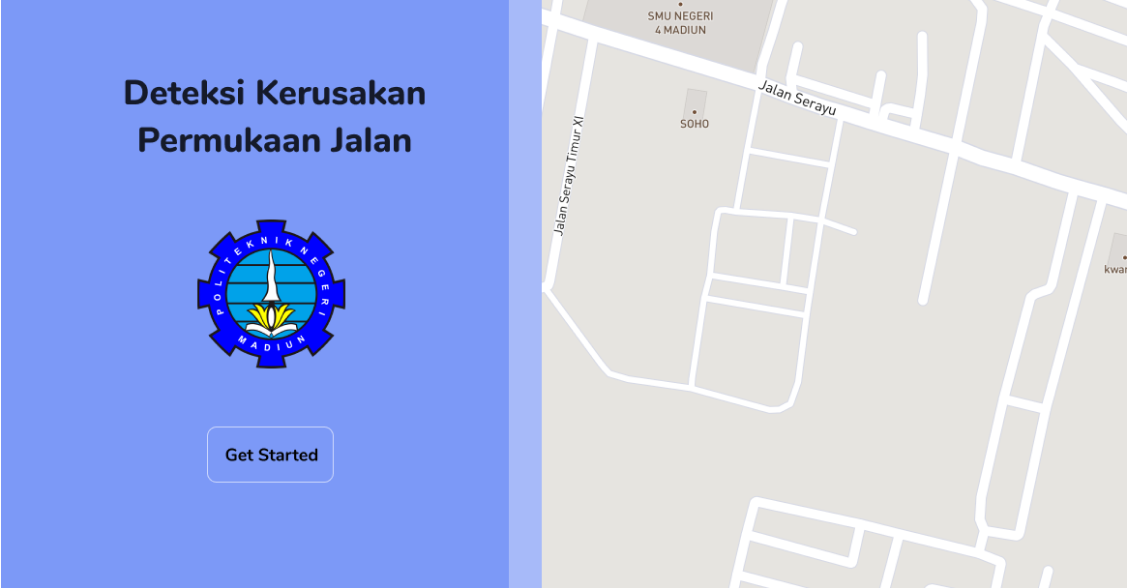 Deteksi Kerusakan
Permukaan Jalan
POLITEKNIK NEGERI
MADIUN
Get Started
SMU NEGERI
4 MADIUN
Jalan Serayu
SOHO
Jalan Serayu Timur XI